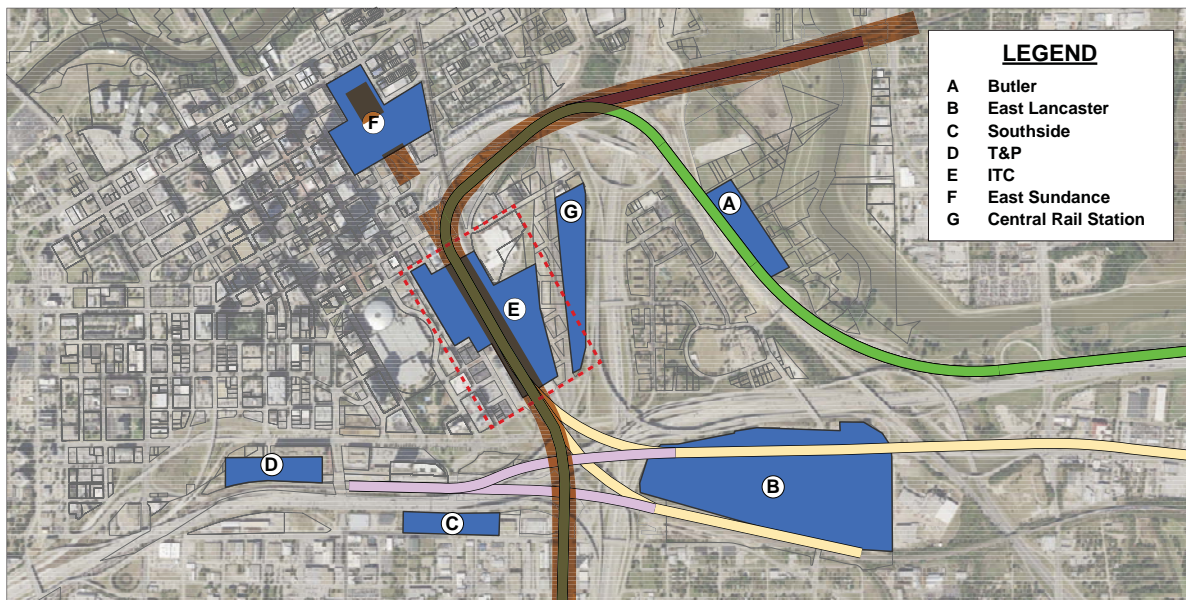 LEGEND
A Butler
B East Lancaster
C Southside
D T&P
E ITC
F East Sundance
G Central Rail Station
F
G
A
E
D
B
C